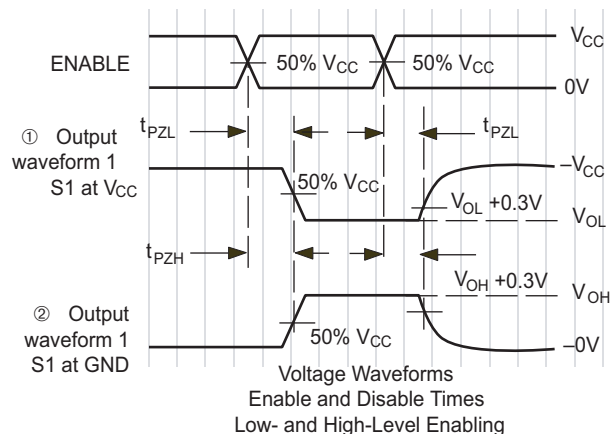 V_CC
ENABLE
50% V_CC
50% V_CC
0V
t_PZL
t_PZL
① Output
waveform 1
S1 at V_CC
–V_CC
50% V_CC
V_OL +0.3V
V_OL
t_PZH
V_OH +0.3V
V_OH
② Output
waveform 1
S1 at GND
50% V_CC
–0V
Voltage Waveforms
Enable and Disable Times
Low- and High-Level Enabling